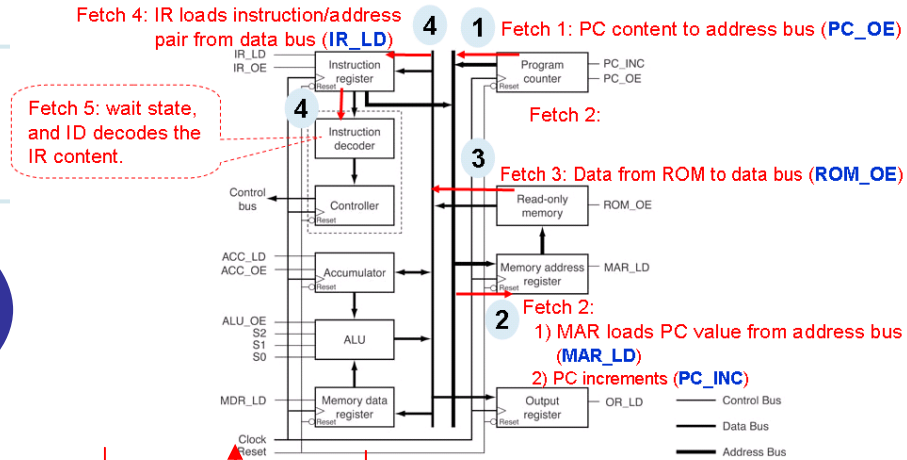 Fetch 4: IR loads instruction/address
pair from data bus (IR_LD)
4
1
Fetch 1: PC content to address bus (PC_OE)
IR_LD
IR_OE
Instruction
register
Reset
Program
counter
Reset
PC_INC
PC_OE
Fetch 2:
Fetch 5: wait state,
and ID decodes the
IR content.
4
Instruction
decoder
3
Fetch 3: Data from ROM to data bus (ROM_OE)
Control
bus
Controller
Reset
Read-only
memory
ROM_OE
ACC_LD
ACC_OE
Accumulator
Reset
Memory address
register
Reset
MAR_LD
2
Fetch 2:
1) MAR loads PC value from address bus
(MAR_LD)
2) PC increments (PC_INC)
ALU_OE
S2
S1
S0
ALU
MDR_LD
Memory data
register
Reset
Output
register
Reset
OR_LD
Control Bus
Data Bus
Address Bus
Clock
Reset